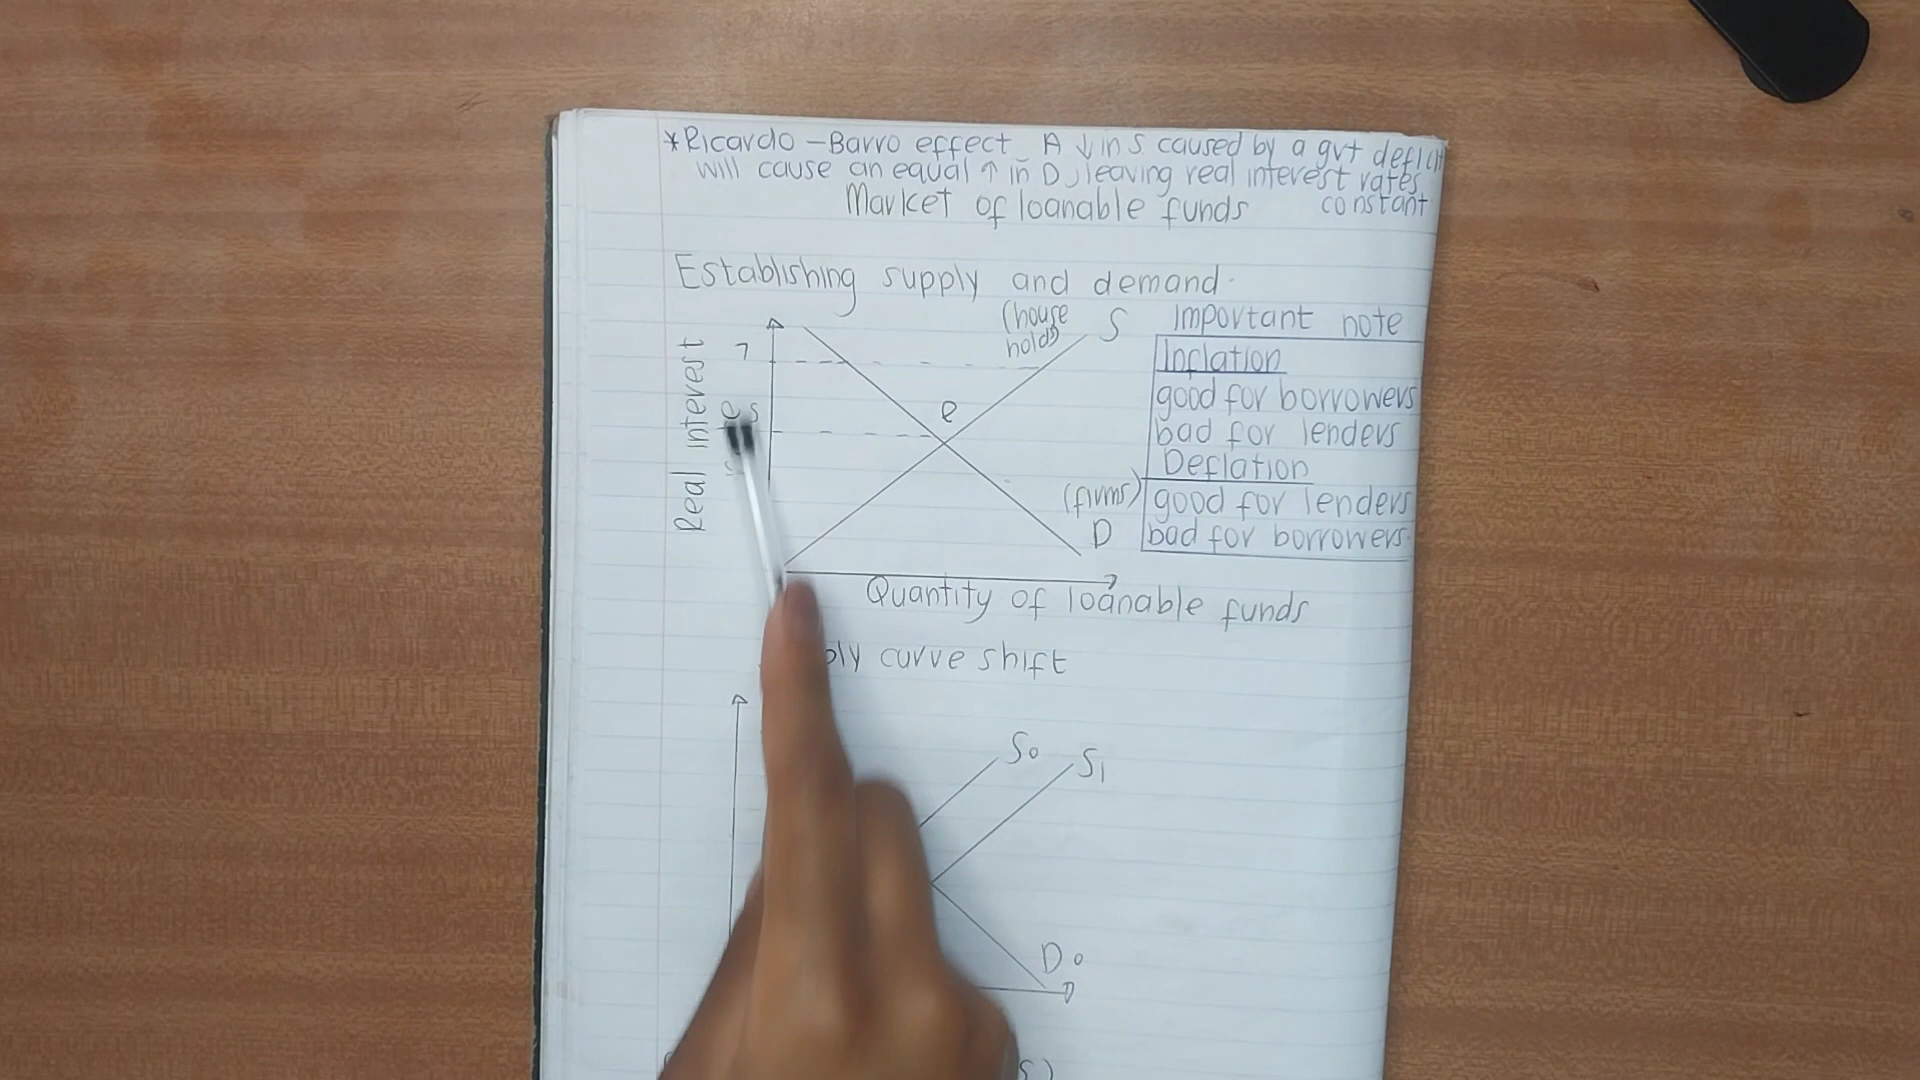 *Ricardo - Barro effect - A ↓ in S caused by a gvt deficit
will cause an equal ↑ in D, leaving real interest rates
constant
Market of loanable funds
Establishing supply and demand.
(house
holds)
S
7
5
e
Real interest
(firms)
D
Quantity of loanable funds
Important note
Inflation
good for borrowers
bad for lenders
Deflation
good for lenders
bad for borrowers.
curve shift
S0
S1
D0